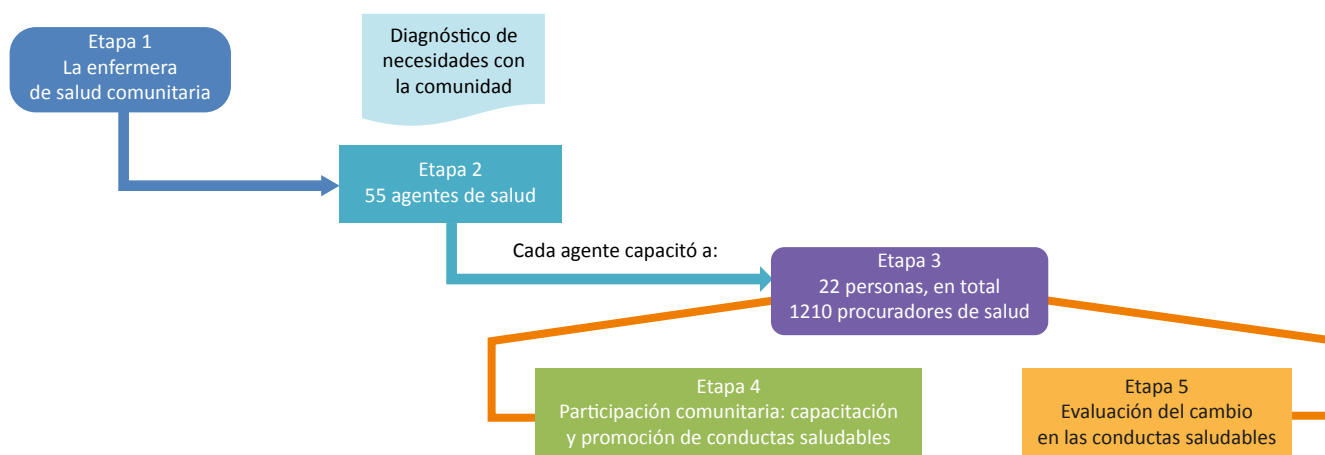 Etapa 1
La enfermera
de salud comunitaria
Diagnóstico de
necesidades con
la comunidad
Etapa 2
55 agentes de salud
Cada agente capacitó a:
Etapa 3
22 personas, en total
1210 procuradores de salud
Etapa 4
Participación comunitaria: capacitación
y promoción de conductas saludables
Etapa 5
Evaluación del cambio
en las conductas saludables